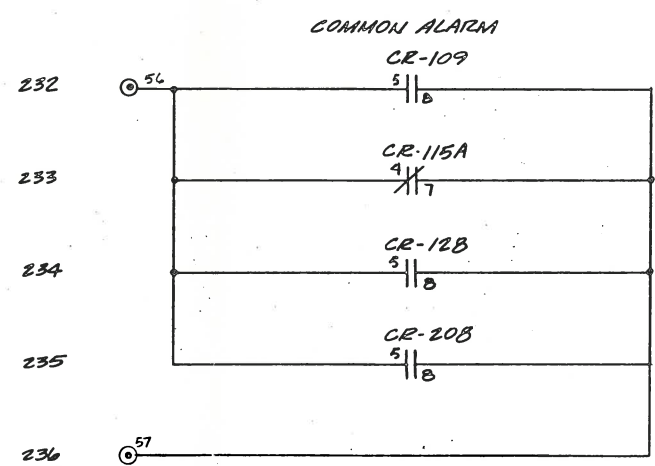 COMMON ALARM
CR-109
232 56 5 8
CR-115A
233 4 7
CR-128
234 5 8
CR-208
235 5 8
236 57